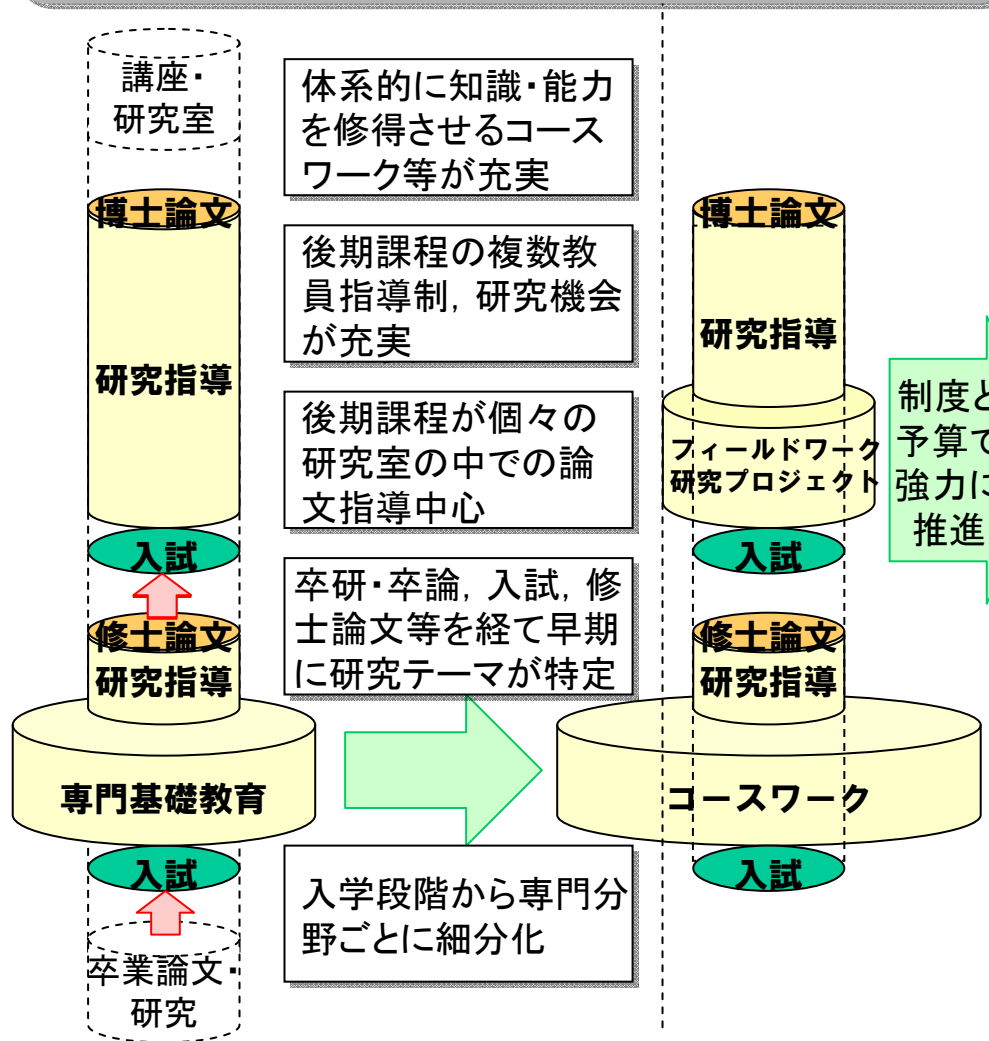 講座・
研究室
博士論文
研究指導
入試
修士論文
研究指導
専門基礎教育
入試
卒業論文・
研究
体系的に知識・能力
を修得させるコース
ワーク等が充実
後期課程の複数教
員指導制，研究機会
が充実
後期課程が個々の
研究室の中での論
文指導中心
卒研・卒論，入試，修
士論文等を経て早期
に研究テーマが特定
入学段階から専門分
野ごとに細分化
博士論文
研究指導
フィールドワーク
研究プロジェクト
入試
修士論文
研究指導
コースワーク
入試
制度と
予算で
強力に
推進